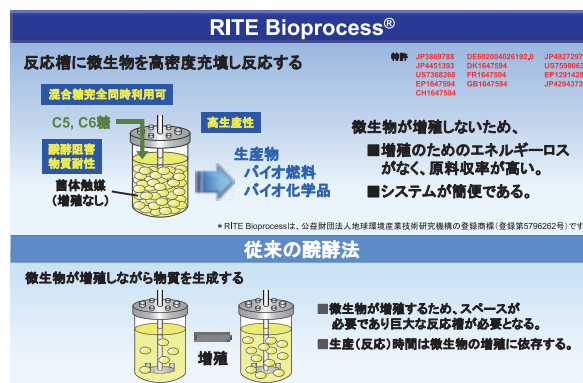 RITE Bioprocess®
反応槽に微生物を高密度充填し反応する
特許 JP3869788 DE602004026192,0 JP4927297
JP4451393 DK1647594 US7598063
US7368268 FR1647594 EP1291428
EP1647594 GB1647594 JP4294373
CH1647594
混合糖完全同時利用可
C5, C6糖
高生産性
醗酵阻害
物質耐性
菌体触媒
(増殖なし)
生産物
バイオ燃料
バイオ化学品
微生物が増殖しないため、
■増殖のためのエネルギーロス
がなく、原料収率が高い。
■システムが簡便である。
*RITE Bioprocessは、公益財団法人地球環境産業技術研究機構の登録商標(登録第5796262号)です
従来の醗酵法
微生物が増殖しながら物質を生成する
増殖
■微生物が増殖するため、スペースが
必要であり巨大な反応槽が必要となる。
■生産(反応)時間は微生物の増殖に依存する。